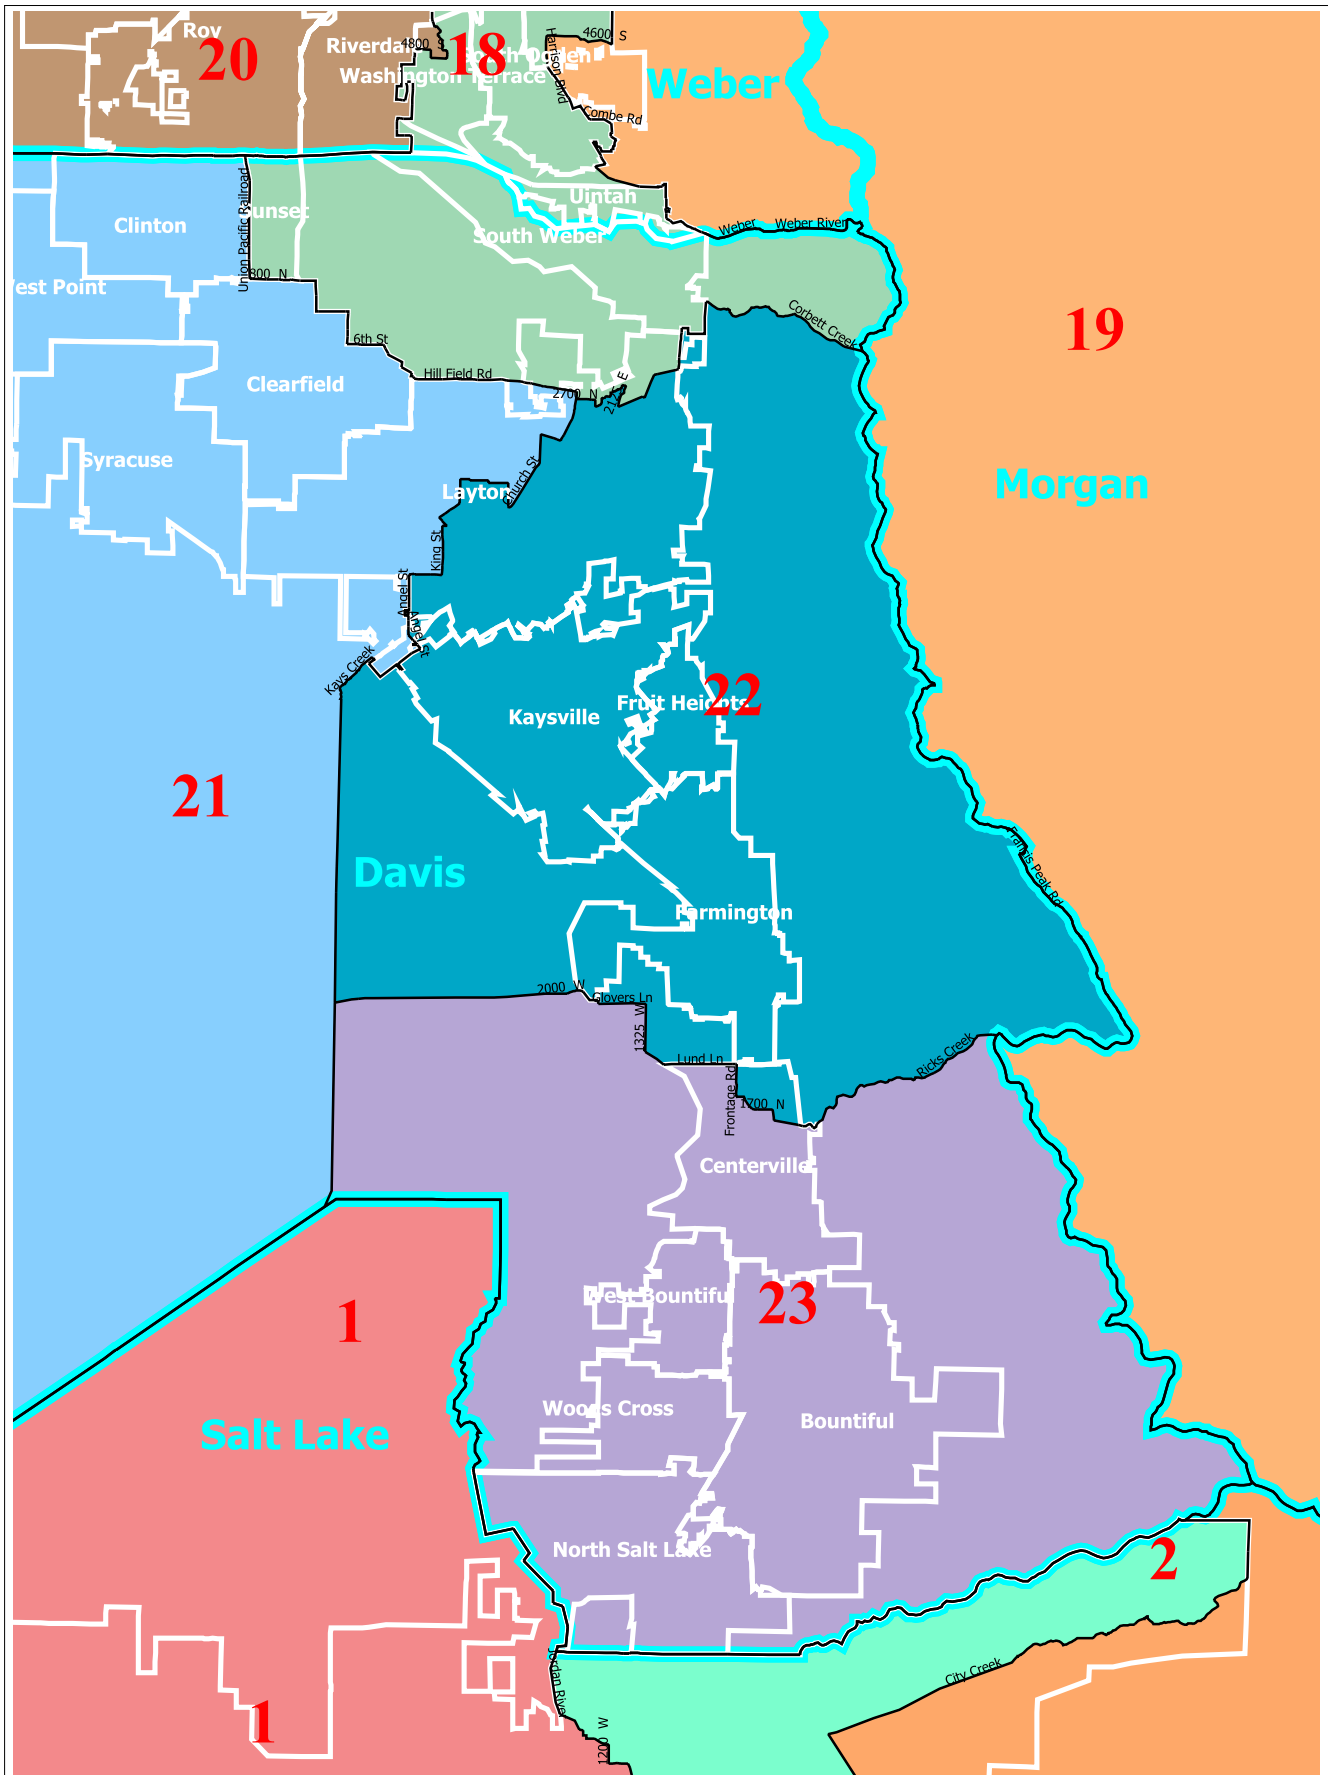 Roy
20
Riverdale
4800 S
18
South Ogden
Washington Terrace
Harrison Blvd
4600 S
Combe Rd
Weber
Union Pacific Railroad
Clinton
Sunset
Uintah
South Weber
Weber
Weber River
800 N
West Point
Corbett Creek
19
6th St
Hill Field Rd
Clearfield
2700 N
2125 E
Syracuse
Layton
Church St
Morgan
King St
Angel St
Angel St
Kays Creek
Kaysville
Fruit Heights
22
21
Davis
Francis Peak Rd
Farmington
2000 W
Glovers Ln
1325 W
Lund Ln
Frontage Rd
1700 N
Ricks Creek
Centerville
West Bountiful
23
1
Woods Cross
Bountiful
Salt Lake
North Salt Lake
2
Jordan River
City Creek
1
1200 W